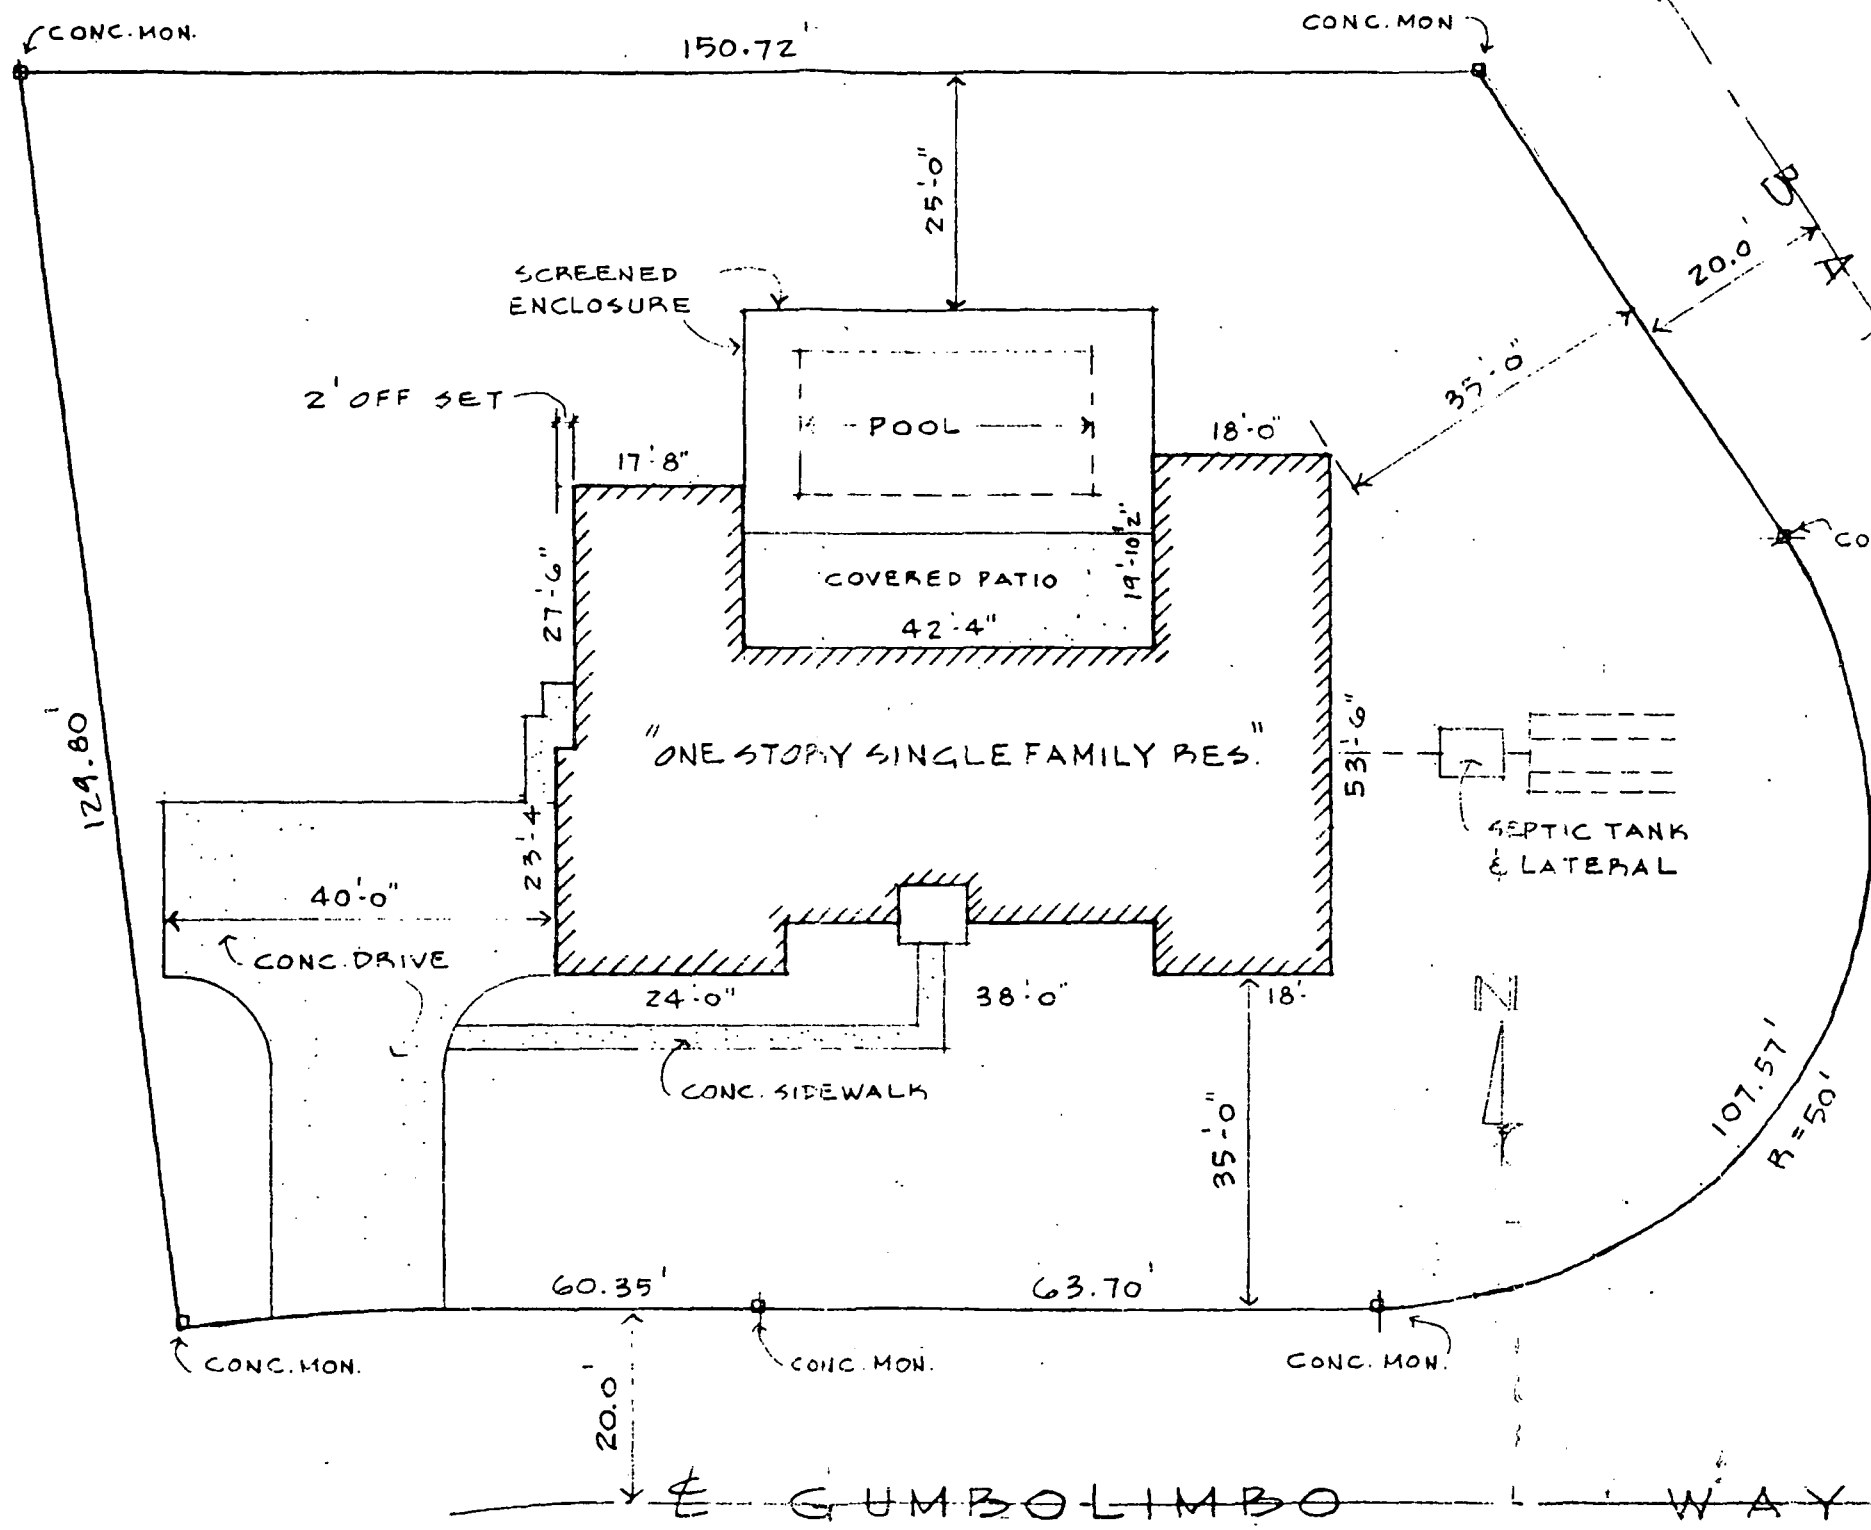 CONC. MON.
150.72'
CONC. MON
25'-0"
SCREENED
ENCLOSURE
B
20.0'
A
35'-0"
2' OFF SET
POOL
17'-8"
18'-0"
CO
27'-6"
COVERED PATIO
42'-4"
129.80'
"ONE STORY SINGLE FAMILY RES."
53'-6"
SEPTIC TANK
& LATERAL
23'-4
40'-0"
CONC. DRIVE
24'-0"
38'-0"
18'-
N
CONC. SIDEWALK
35'-0"
107.57'
R=50'
60.35'
63.70'
CONC. MON.
CONC. MON.
CONC. MON.
20.0'
℄ GUMBOLIMBO WAY